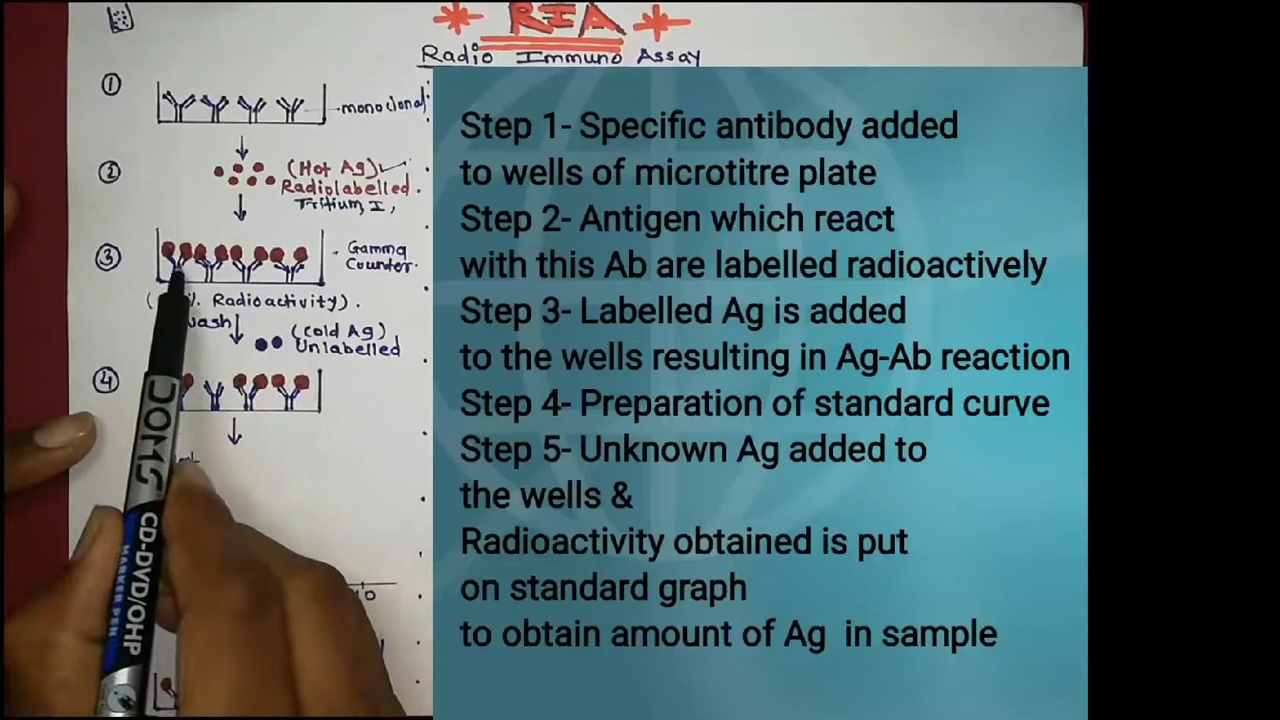 * RIA *
Radio Immuno Assay
①
monoclonal
②
(Hot Ag)
Radiolabelled.
Tritium, I,
③
Gamma
Counter.
Radioactivity).
wash
(Cold Ag)
Unlabelled
④
10
DOMS CD-DVD/OHP
MARKER PEN
Step 1- Specific antibody added
to wells of microtitre plate
Step 2- Antigen which react
with this Ab are labelled radioactively
Step 3- Labelled Ag is added
to the wells resulting in Ag-Ab reaction
Step 4- Preparation of standard curve
Step 5- Unknown Ag added to
the wells &
Radioactivity obtained is put
on standard graph
to obtain amount of Ag in sample